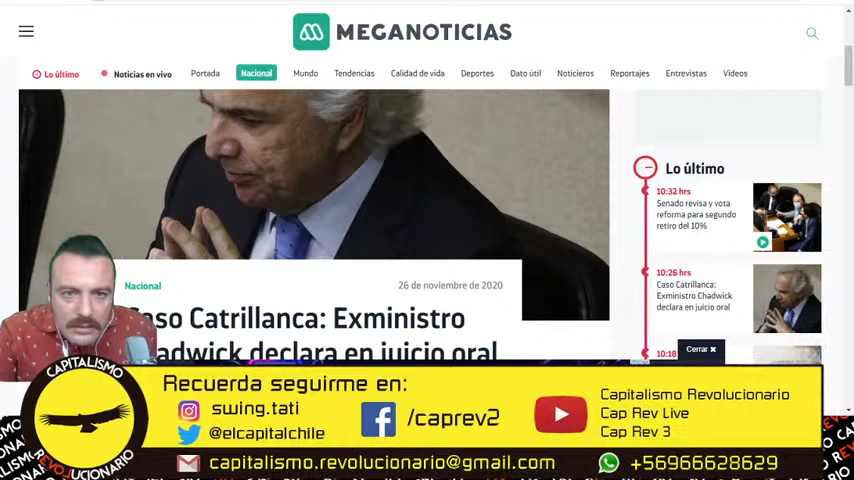 MEGANOTICIAS
Lo último
Noticias en vivo
Portada
Nacional
Mundo
Tendencias
Calidad de vida
Deportes
Dato útil
Noticieros
Reportajes
Entrevistas
Videos
Nacional
26 de noviembre de 2020
Caso Catrillanca: Exministro
hadwick declara en juicio oral
Lo último
10:32 hrs
Senado revisa y vota
reforma para segundo
retiro del 10%
10:26 hrs
Caso Catrillanca:
Exministro Chadwick
declara en juicio oral
10:18
Cerrar ✖
CAPITALISMO
REVOLUCIONARIO
Recuerda seguirme en:
swing.tati
@elcapitalchile
/caprev2
Capitalismo Revolucionario
Cap Rev Live
Cap Rev 3
capitalismo.revolucionario@gmail.com
+56966628629